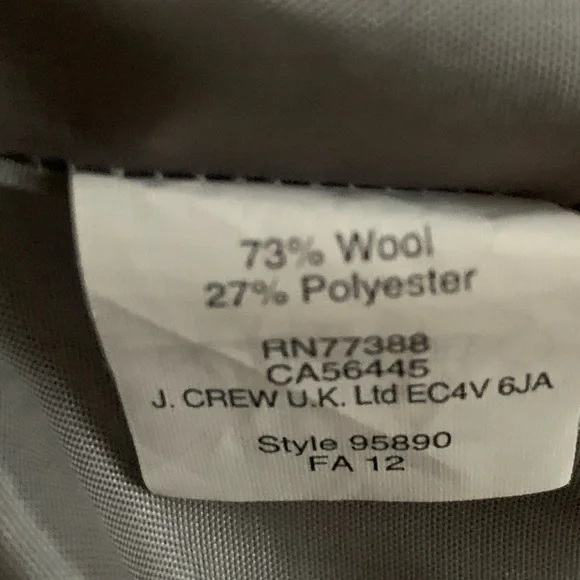 73% Wool
27% Polyester
RN77388
CA56445
J. CREW U.K. Ltd EC4V 6JA
Style 95890
FA 12